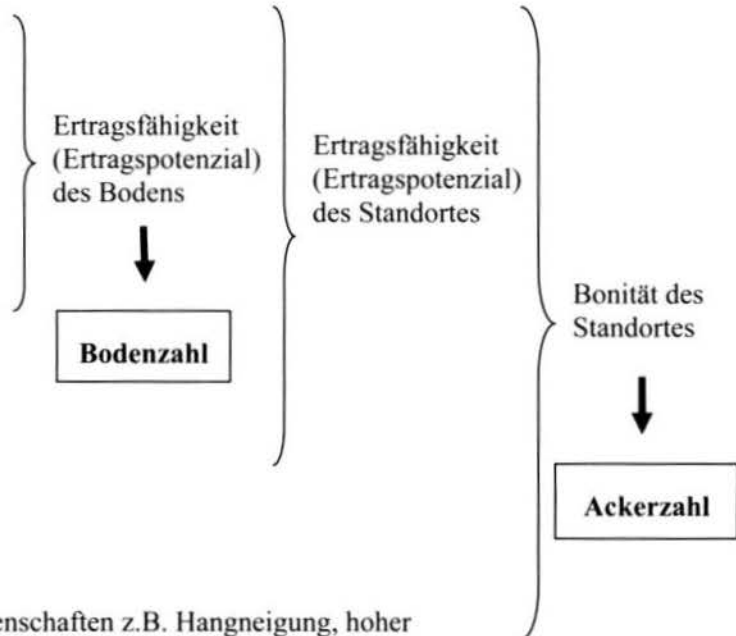 Ertragsfähigkeit
(Ertragspotenzial)
des Bodens
Bodenzahl
Ertragsfähigkeit
(Ertragspotenzial)
des Standortes
Bonität des
Standortes
Ackerzahl
enschaften z.B. Hangneigung, hoher